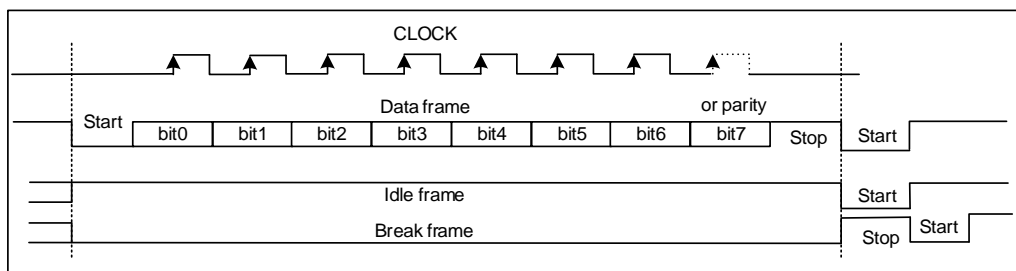 CLOCK
Data frame
or parity
Start
bit0
bit1
bit2
bit3
bit4
bit5
bit6
bit7
Stop
Start
Idle frame
Start
Break frame
Stop
Start